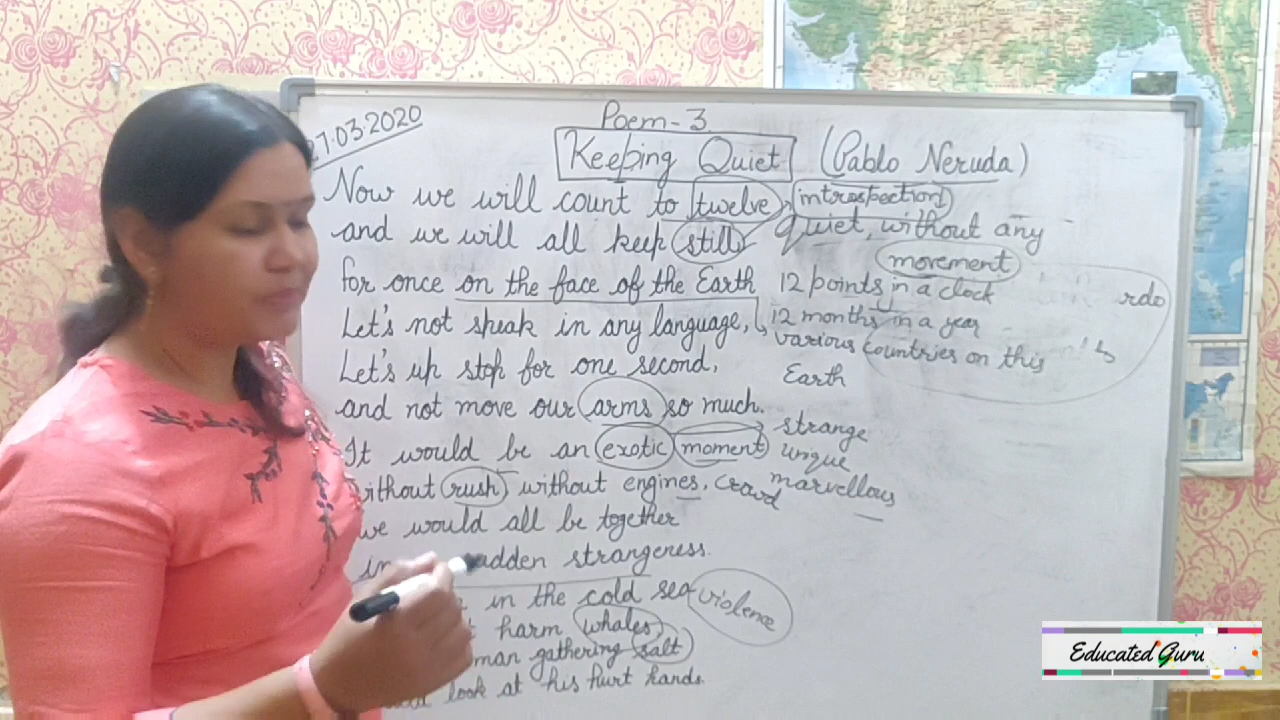 27.03.2020
Poem-3
Keeping Quiet (Pablo Neruda)
Now we will count to twelve, introspection
and we will all keep still quiet, without any
movement
for once on the face of the Earth 12 points in a clock
Let's not speak in any language, 12 months in a year
various countries on this
Let's up stop for one second, Earth
and not move our arms so much.
strange
It would be an exotic moment unique
without rush without engines, crowd marvellous
we would all be together
in sudden strangeness.
in the cold sea violence
harm whales
man gathering salt
look at his hurt hands.
Educated Guru